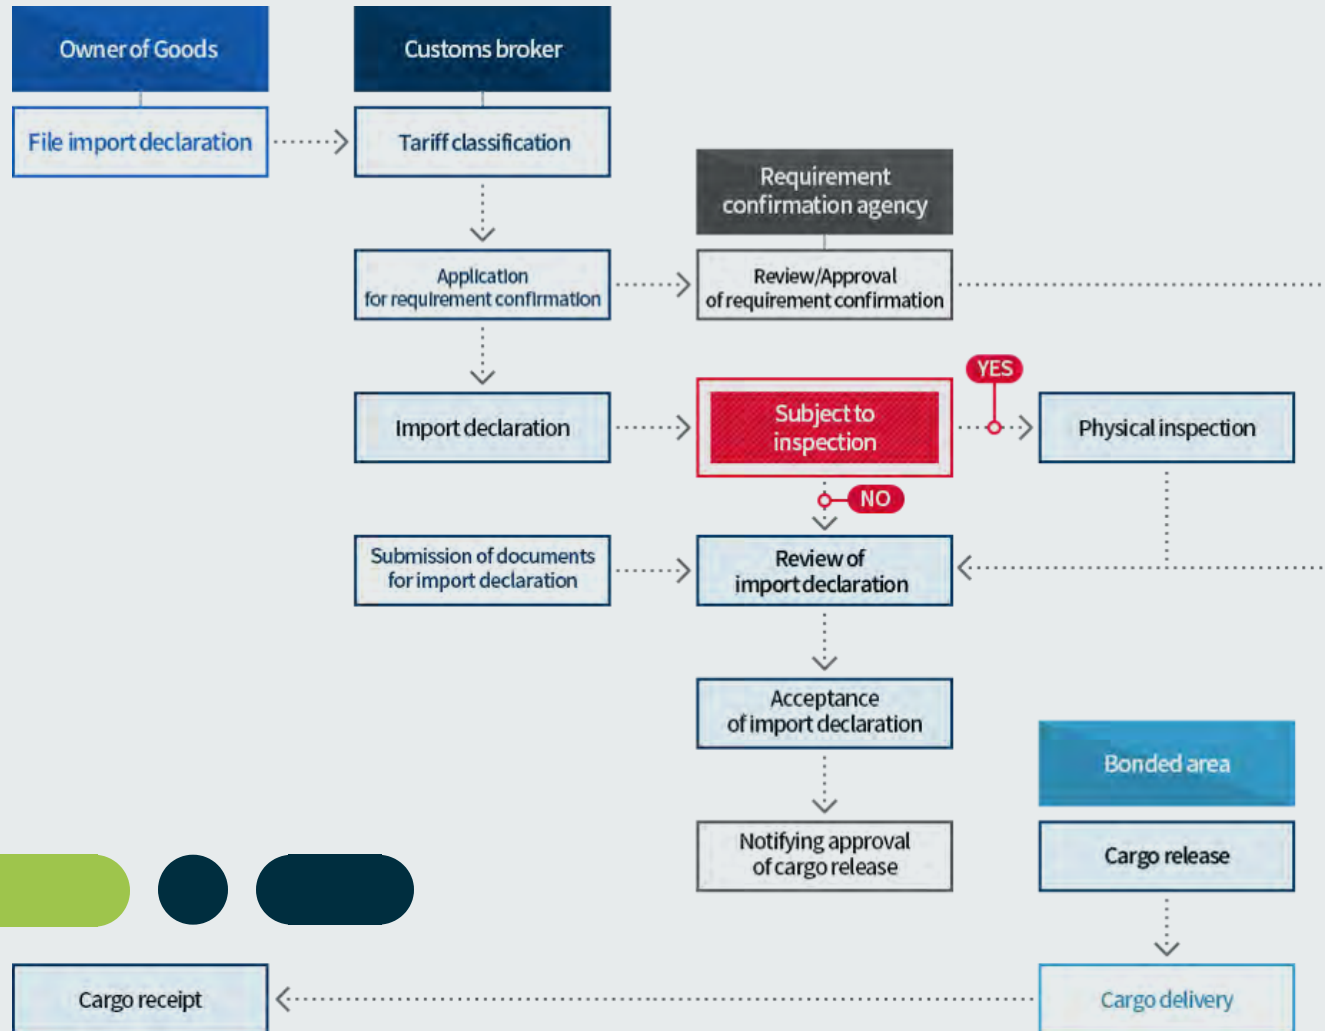 Owner of Goods
Customs broker
File import declaration
Tariff classification
Requirement
confirmation agency
Application
for requirement confirmation
Review/Approval
of requirement confirmation
YES
Import declaration
Subject to
inspection
Physical inspection
NO
Submission of documents
for import declaration
Review of
import declaration
Acceptance
of import declaration
Bonded area
Notifying approval
of cargo release
Cargo release
Cargo receipt
Cargo delivery